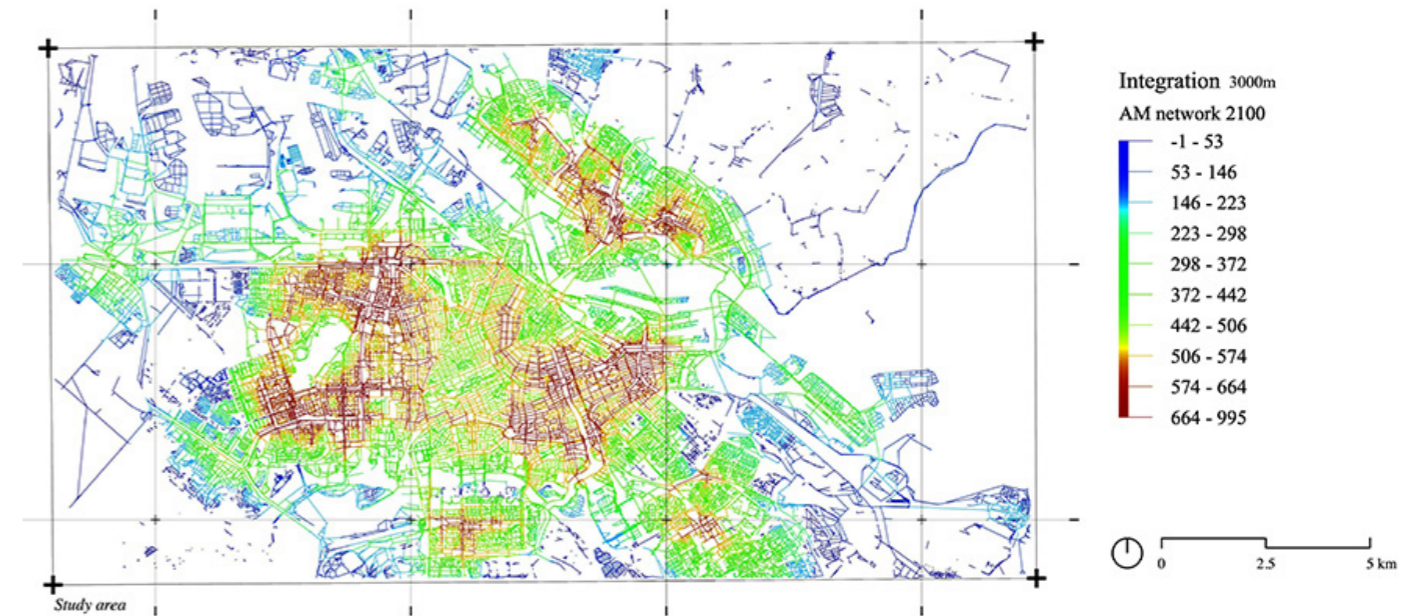 Integration 3000m
AM network 2100
-1 - 53
53 - 146
146 - 223
223 - 298
298 - 372
372 - 442
442 - 506
506 - 574
574 - 664
664 - 995
0 2.5 5 km
Study area